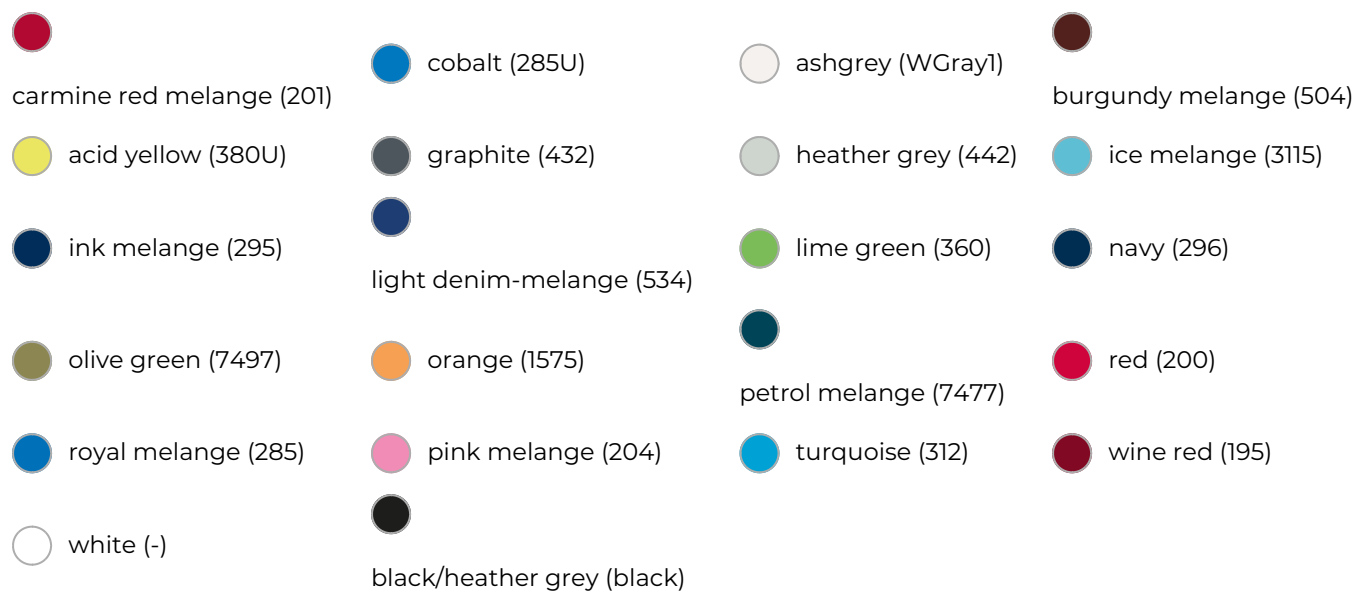 carmine red melange (201)
cobalt (285U)
ashgrey (WGray1)
burgundy melange (504)
acid yellow (380U)
graphite (432)
heather grey (442)
ice melange (3115)
ink melange (295)
light denim-melange (534)
lime green (360)
navy (296)
olive green (7497)
orange (1575)
petrol melange (7477)
red (200)
royal melange (285)
pink melange (204)
turquoise (312)
wine red (195)
white (-)
black/heather grey (black)